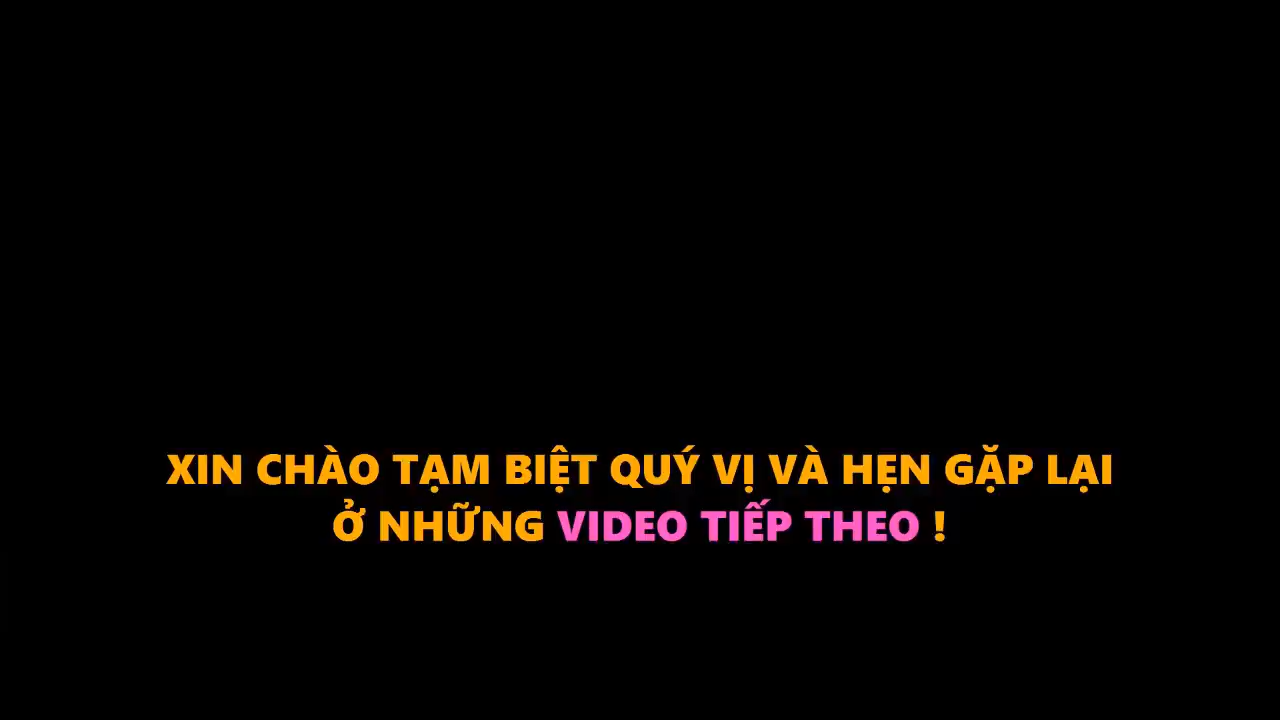 XIN CHÀO TẠM BIỆT QUÝ VỊ VÀ HẸN GẶP LẠI
Ở NHỮNG VIDEO TIẾP THEO !